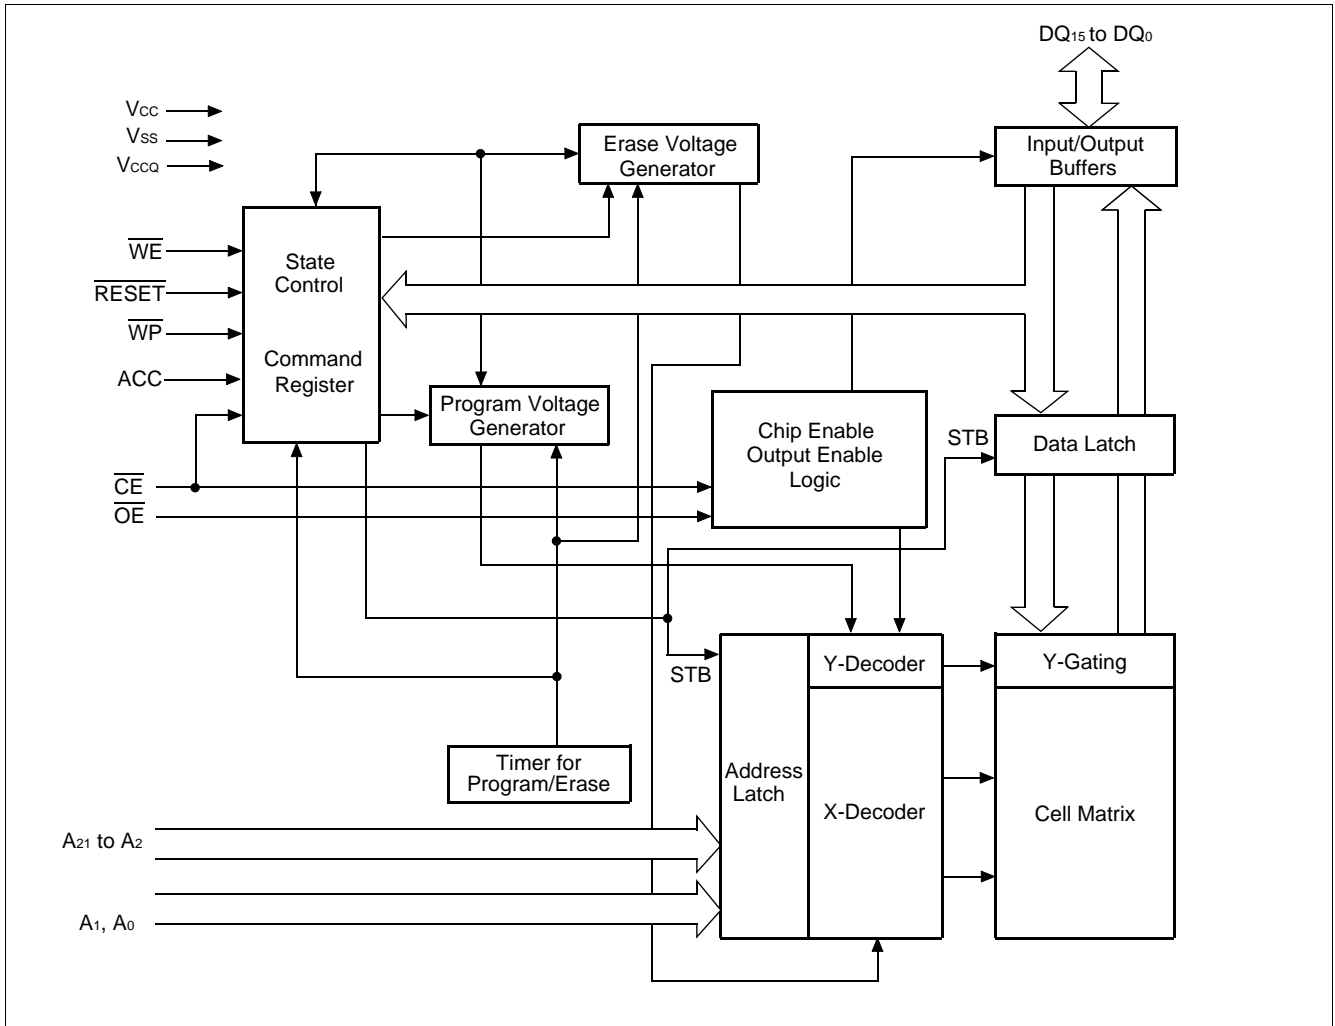 DQ15 to DQ0
VCC
VSS
VCCQ
Erase Voltage
Generator
Input/Output
Buffers
WE
RESET
WP
ACC
State
Control
Command
Register
Program Voltage
Generator
Chip Enable
Output Enable
Logic
STB
Data Latch
CE
OE
STB
Y-Decoder
Y-Gating
Timer for
Program/Erase
Address
Latch
X-Decoder
Cell Matrix
A21 to A2
A1, A0